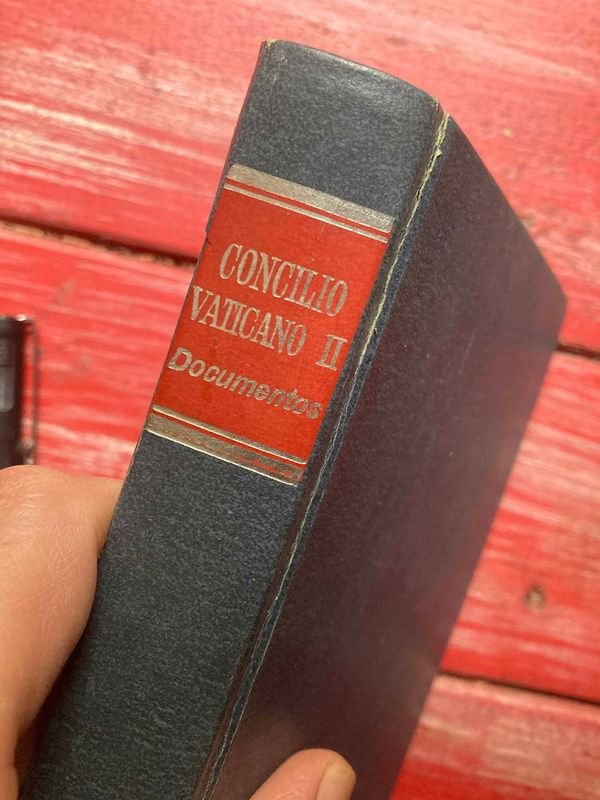 CONCILIO
VATICANO II
Documentos